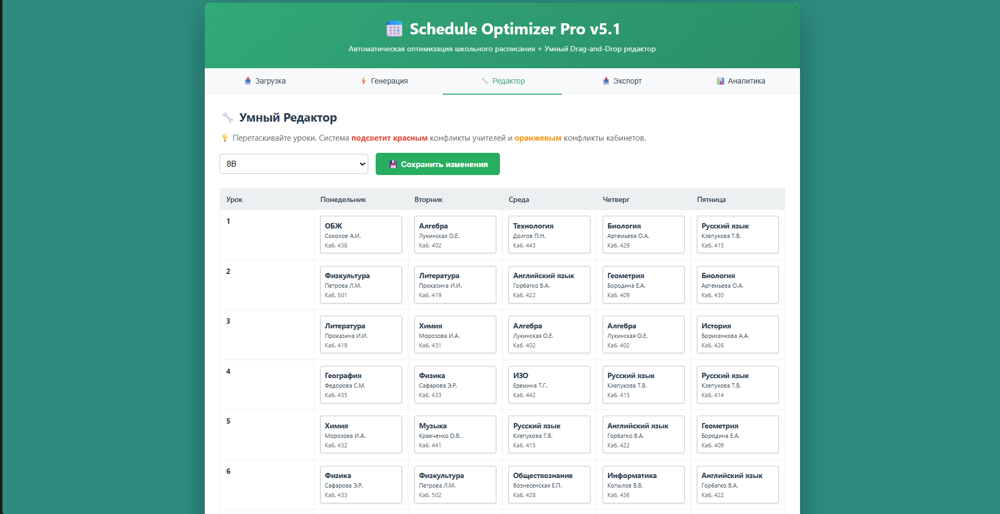 Schedule Optimizer Pro v5.1
Автоматическая оптимизация школьного расписания + Умный Drag-and-Drop редактор
Загрузка
Генерация
Редактор
Экспорт
Аналитика
Умный Редактор
Перетаскивайте уроки. Система подсветит красным конфликты учителей и оранжевым конфликты кабинетов.
8В
Сохранить изменения
Урок
Понедельник
Вторник
Среда
Четверг
Пятница
1
ОБЖ
Соколов А.И.
Каб. 438
Алгебра
Лукинская О.Е.
Каб. 402
Технология
Долгов П.Н.
Каб. 443
Биология
Артемьева О.А.
Каб. 429
Русский язык
Клепукова Т.В.
Каб. 415
2
Физкультура
Петрова Л.М.
Каб. 501
Литература
Проказина И.И.
Каб. 419
Английский язык
Горбатко В.А.
Каб. 422
Геометрия
Бородина Е.А.
Каб. 409
Биология
Артемьева О.А.
Каб. 430
3
Литература
Проказина И.И.
Каб. 419
Химия
Морозова И.А.
Каб. 431
Алгебра
Лукинская О.Е.
Каб. 402
Алгебра
Лукинская О.Е.
Каб. 402
История
Борисенкова А.А.
Каб. 426
4
География
Федорова С.М.
Каб. 435
Физика
Сафарова Э.Р.
Каб. 433
ИЗО
Еремина Т.Г.
Каб. 442
Русский язык
Клепукова Т.В.
Каб. 415
Русский язык
Клепукова Т.В.
Каб. 414
5
Химия
Морозова И.А.
Каб. 432
Музыка
Кравченко О.В.
Каб. 441
Русский язык
Клепукова Т.В.
Каб. 415
Английский язык
Горбатко В.А.
Каб. 422
Геометрия
Бородина Е.А.
Каб. 409
6
Физика
Сафарова Э.Р.
Каб. 433
Физкультура
Петрова Л.М.
Каб. 502
Обществознание
Вознесенская Е.П.
Каб. 428
Информатика
Копылов В.В.
Каб. 436
Английский язык
Горбатко В.А.
Каб. 422